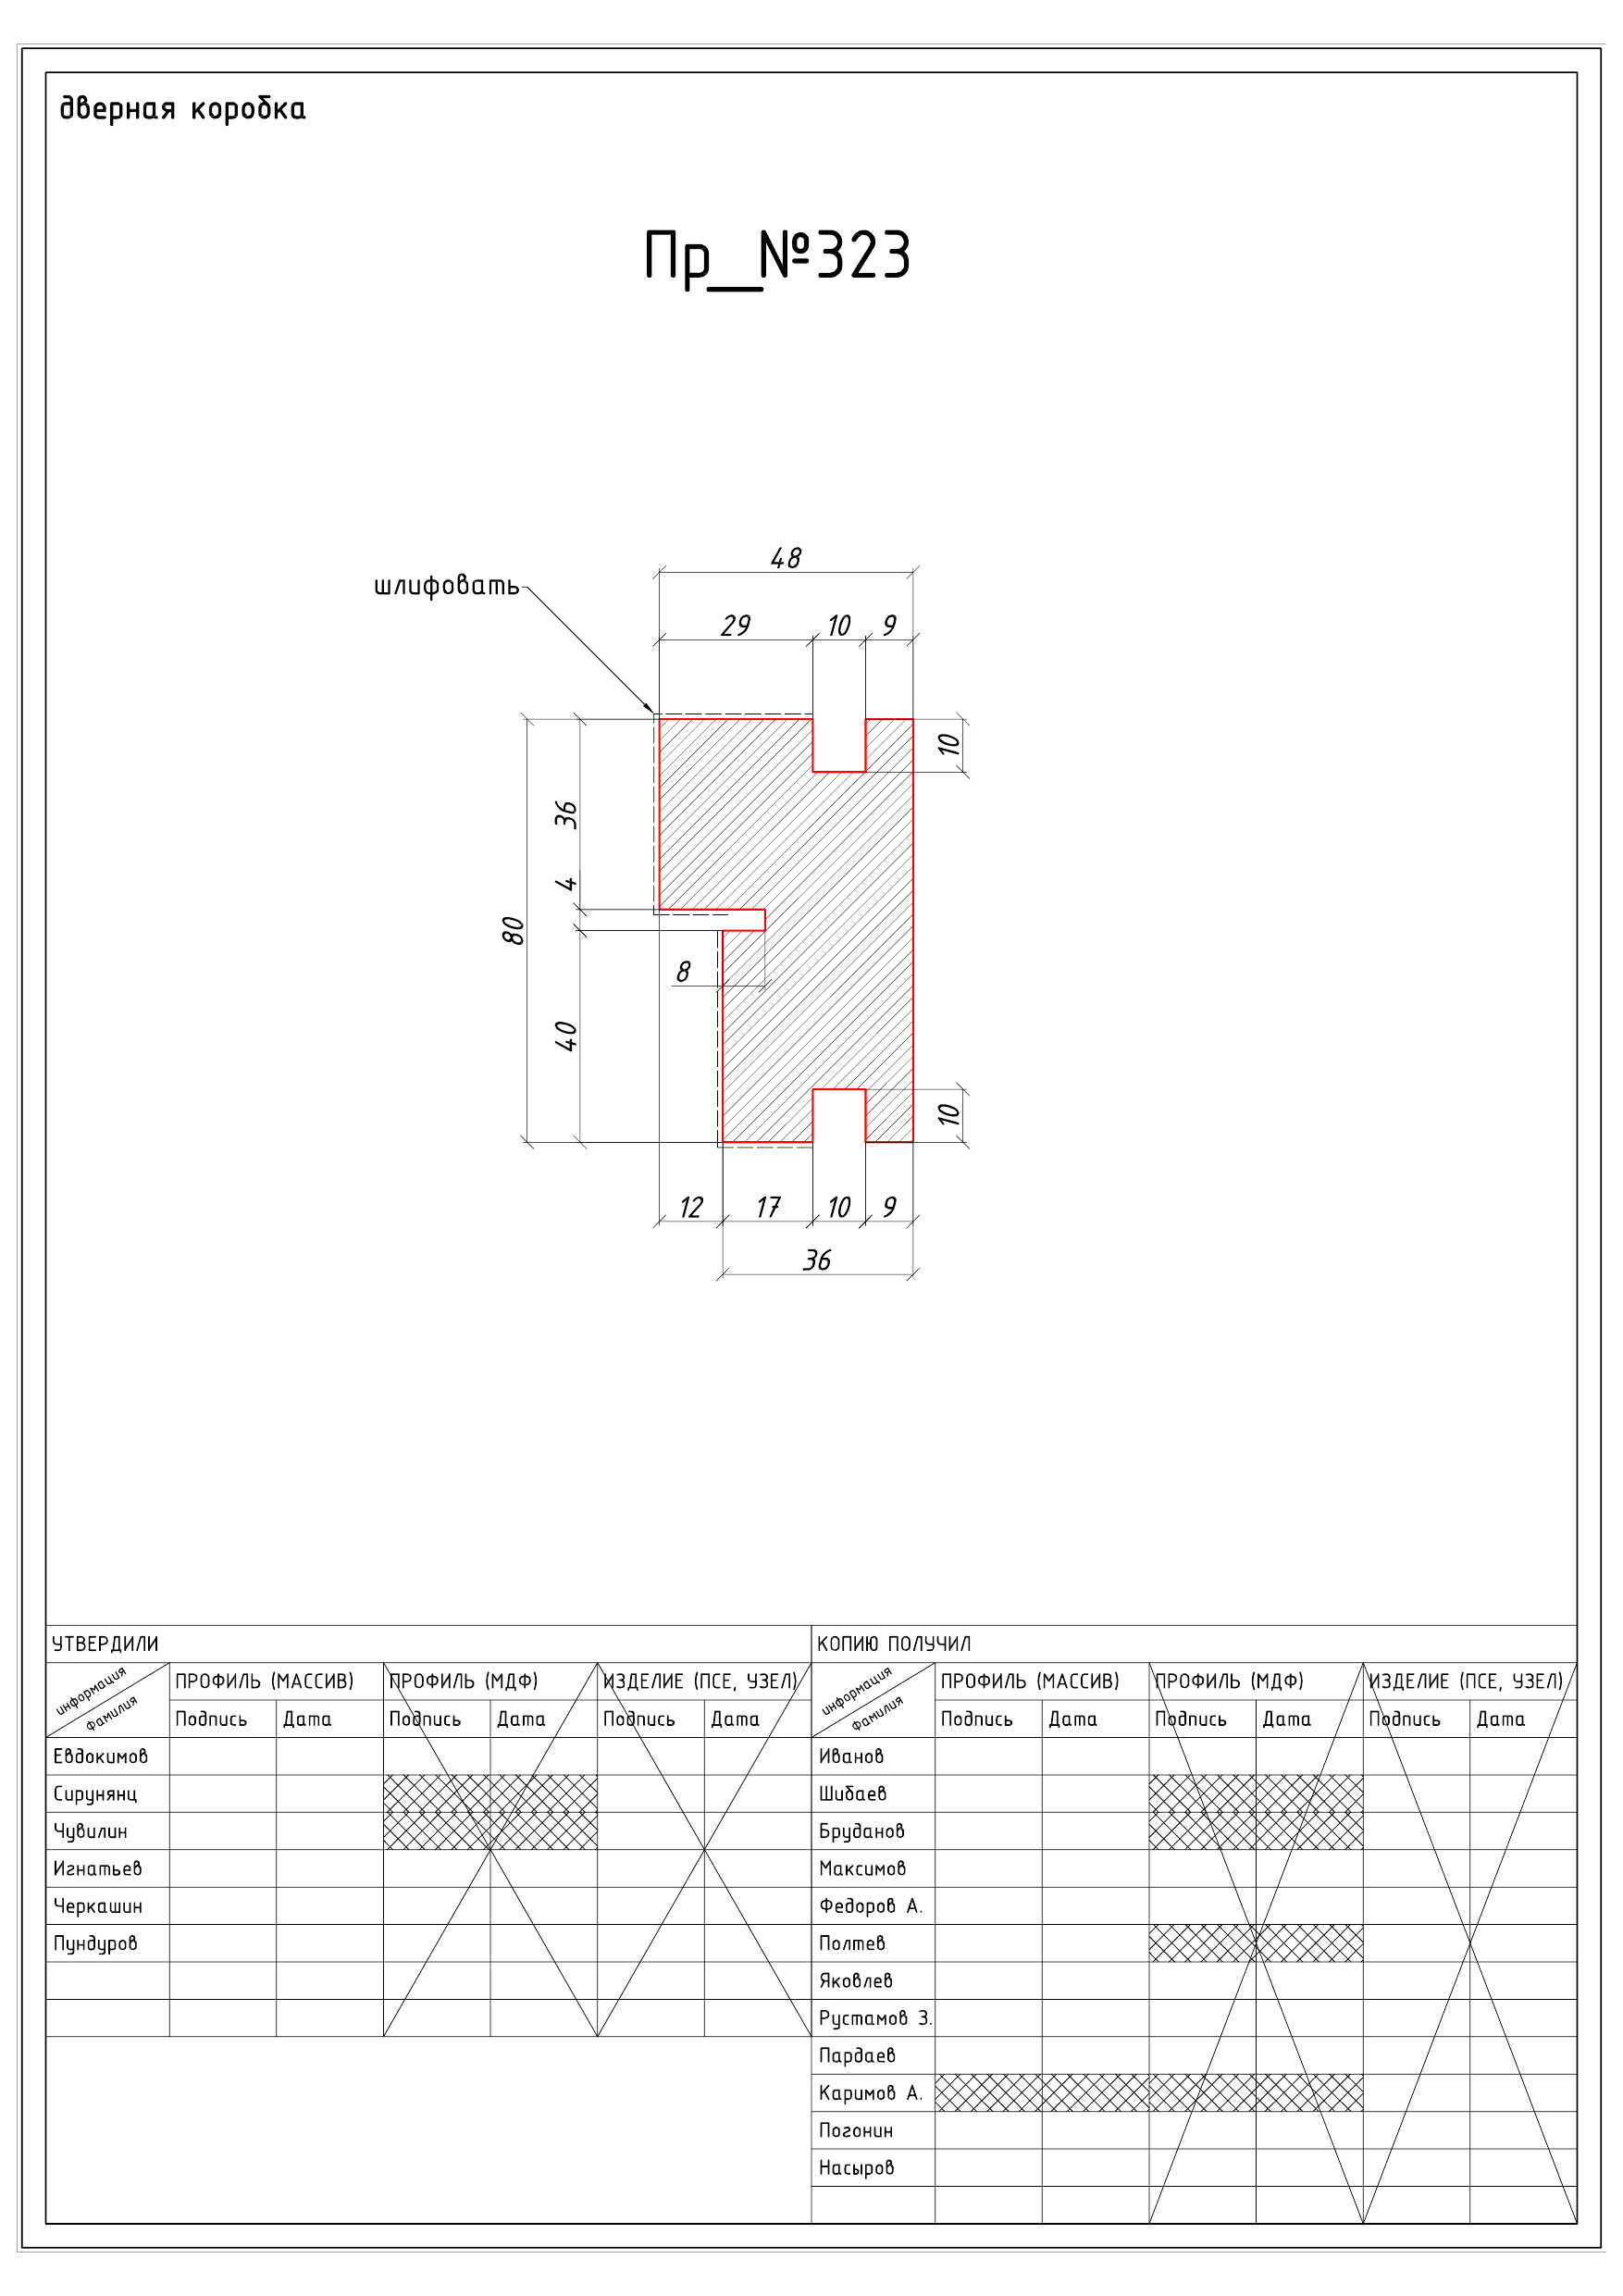 дверная коробка
Пр__№323
48
шлифовать
29 10 9
10
36
4
80
8
40
10
12 17 10 9
36
УТВЕРДИЛИ КОПИЮ ПОЛУЧИЛ
информация ПРОФИЛЬ (МАССИВ) ПРОФИЛЬ (МДФ) ИЗДЕЛИЕ (ПСЕ, УЗЕЛ) информация ПРОФИЛЬ (МАССИВ) ПРОФИЛЬ (МДФ) ИЗДЕЛИЕ (ПСЕ, УЗЕЛ)
Фамилия Подпись Дата Подпись Дата Подпись Дата Фамилия Подпись Дата Подпись Дата Подпись Дата
Евдокимов Иванов
Сирунянц Шибаев
Чувилин Бруданов
Игнатьев Максимов
Черкашин Федоров А.
Пундуров Полтев
Яковлев
Рустамов З.
Пардаев
Каримов А.
Погонин
Насыров